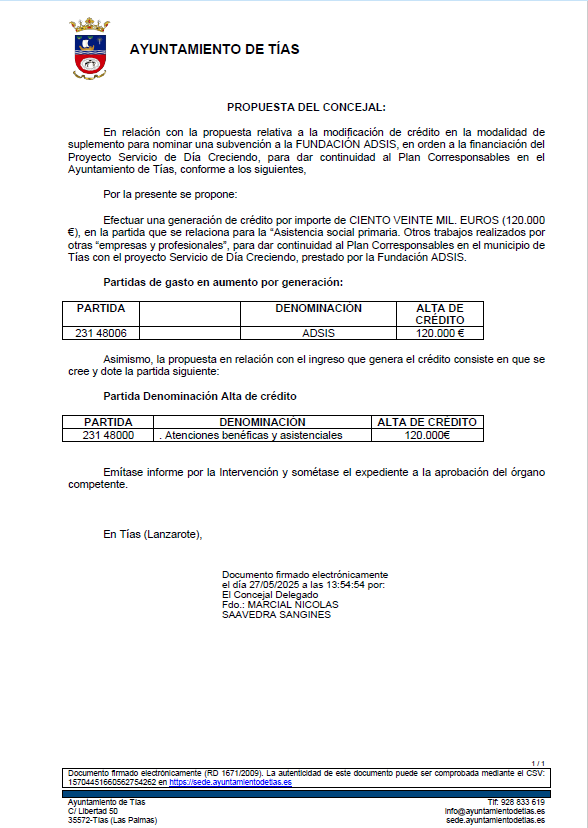 AYUNTAMIENTO DE TÍAS
PROPUESTA DEL CONCEJAL:
En relación con la propuesta relativa a la modificación de crédito en la modalidad de
suplemento para nominar una subvención a la FUNDACIÓN ADSIS, en orden a la financiación del
Proyecto Servicio de Día Creciendo, para dar continuidad al Plan Corresponsables en el
Ayuntamiento de Tías, conforme a los siguientes,
Por la presente se propone:
Efectuar una generación de crédito por importe de CIENTO VEINTE MIL. EUROS (120.000
€), en la partida que se relaciona para la “Asistencia social primaria. Otros trabajos realizados por
otras “empresas y profesionales”, para dar continuidad al Plan Corresponsables en el municipio de
Tías con el proyecto Servicio de Día Creciendo, prestado por la Fundación ADSIS.
Partidas de gasto en aumento por generación:
PARTIDA DENOMINACIÓN ALTA DE
CRÉDITO
231 48006 ADSIS 120.000 €
Asimismo, la propuesta en relación con el ingreso que genera el crédito consiste en que se
cree y dote la partida siguiente:
Partida Denominación Alta de crédito
PARTIDA DENOMINACIÓN ALTA DE CRÉDITO
231 48000 . Atenciones benéficas y asistenciales 120.000€
Emítase informe por la Intervención y sométase el expediente a la aprobación del órgano
competente.
En Tías (Lanzarote),
Documento firmado electrónicamente
el día 27/05/2025 a las 13:54:54 por:
El Concejal Delegado
Fdo.: MARCIAL NICOLAS
SAAVEDRA SANGINES
1 / 1
Documento firmado electrónicamente (RD 1671/2009). La autenticidad de este documento puede ser comprobada mediante el CSV:
15704451660562754262 en https://sede.ayuntamientodetias.es
Ayuntamiento de Tías Tlf: 928 833 619
C/ Libertad 50 info@ayuntamientodetias.es
35572-Tías (Las Palmas) sede.ayuntamientodetias.es